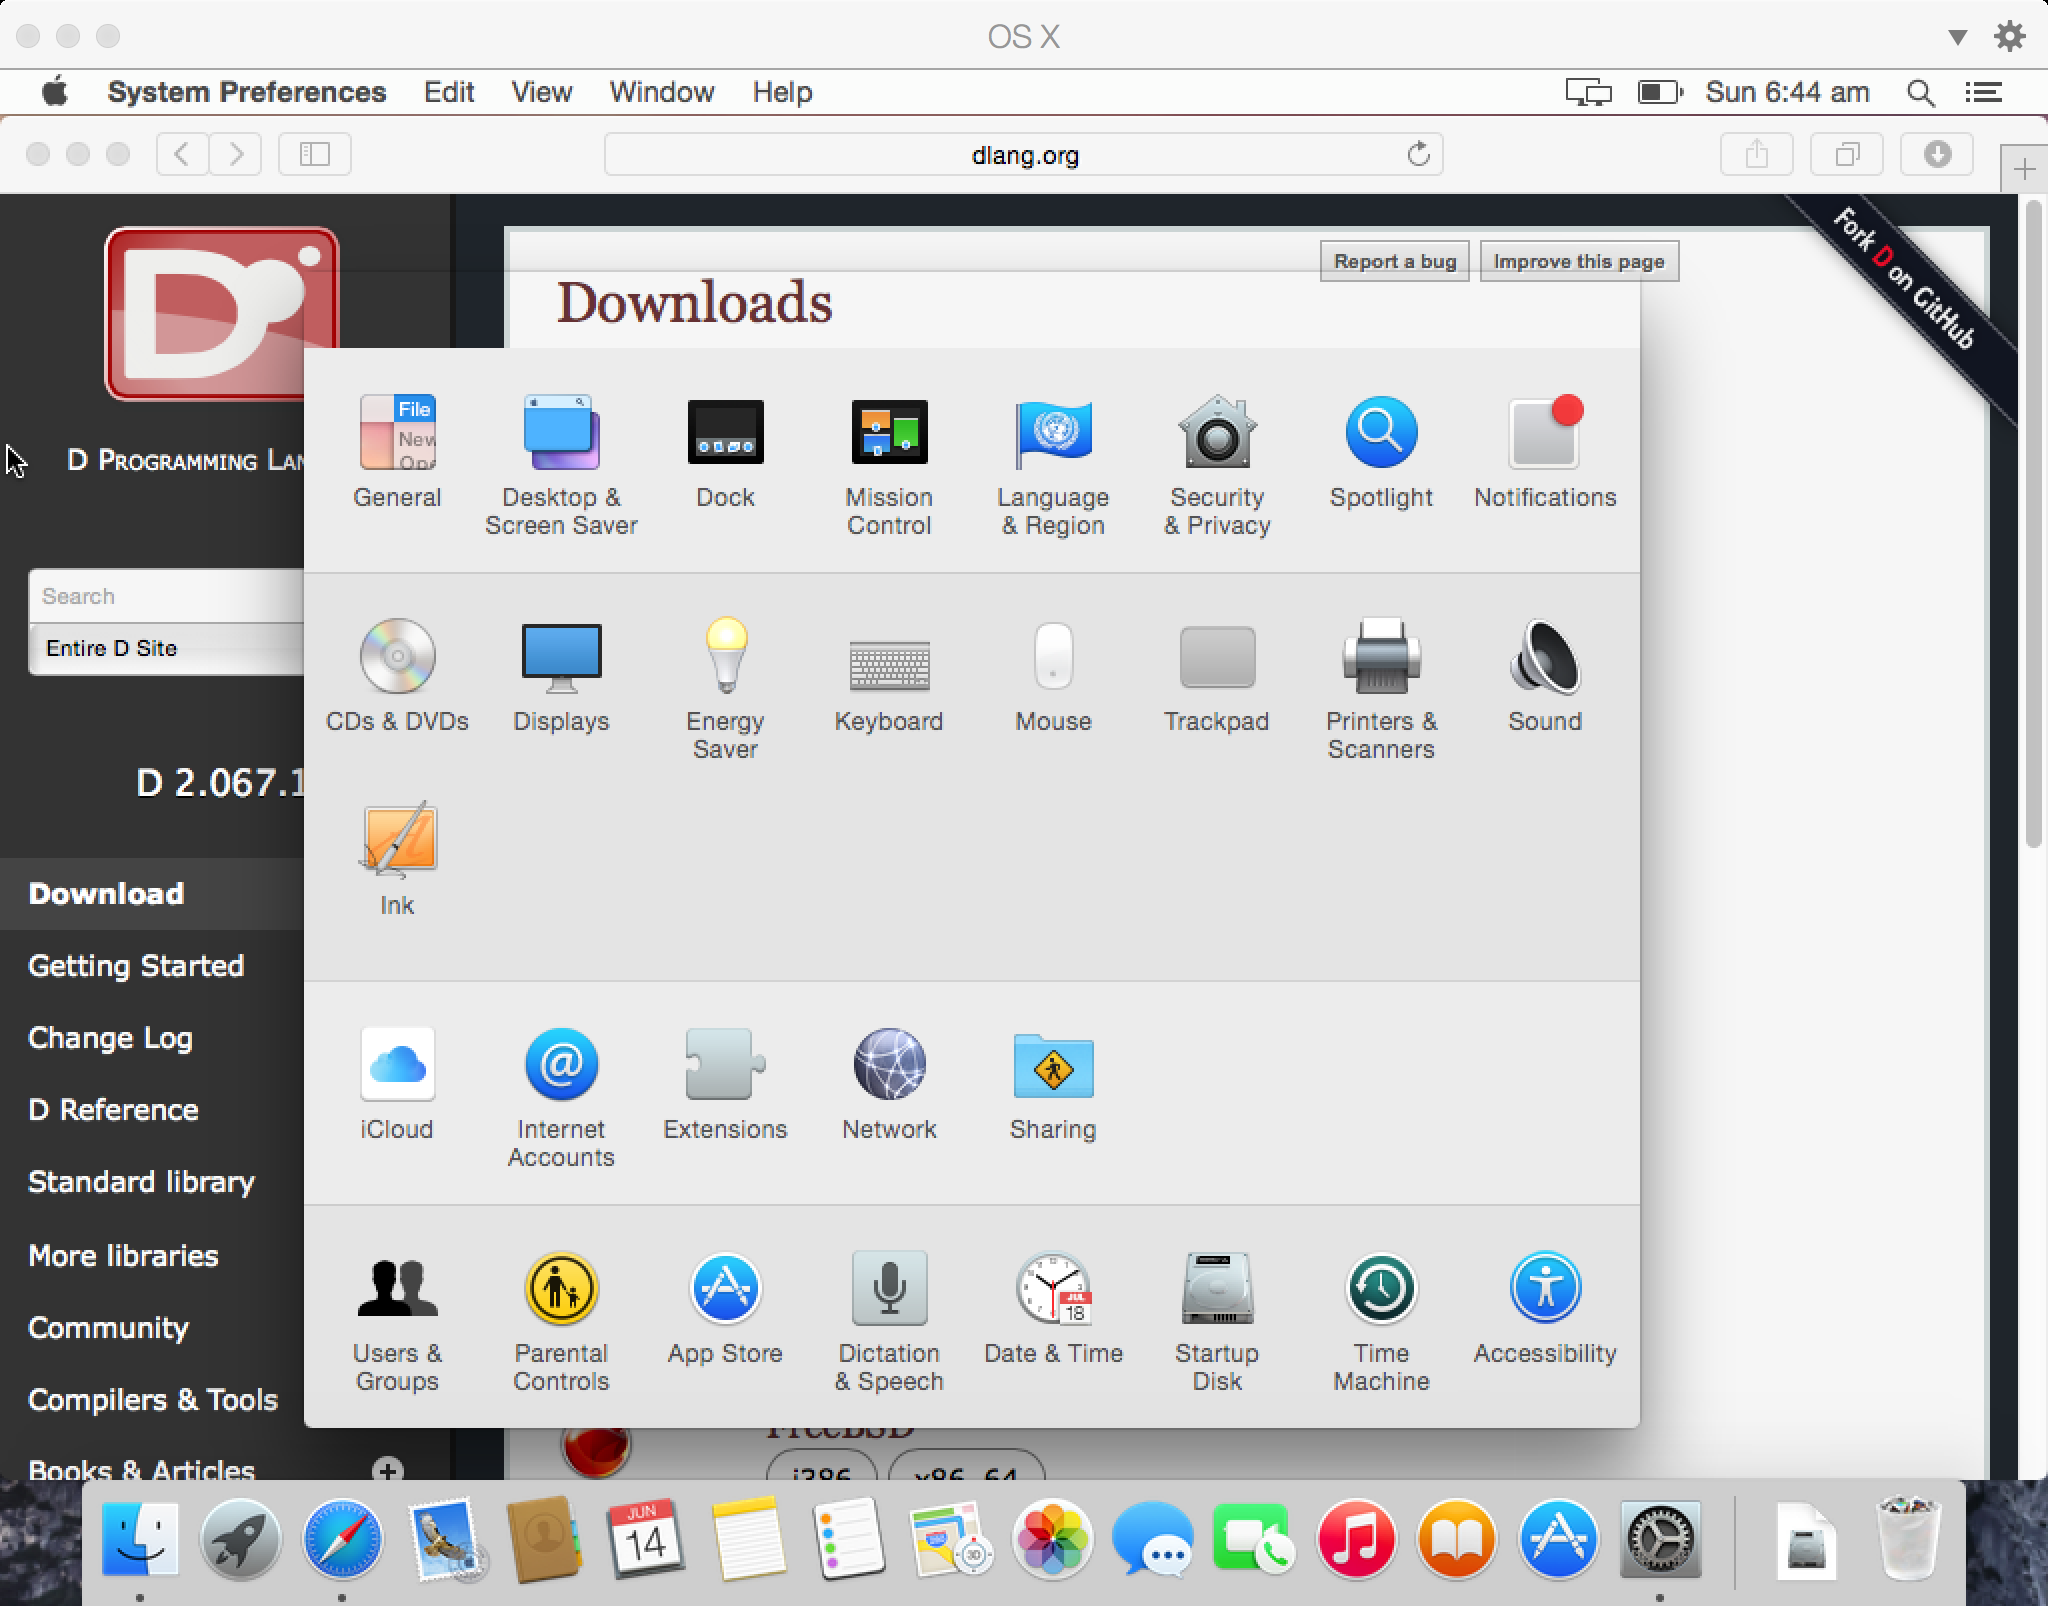 OS X
System Preferences Edit View Window Help
Sun 6:44 am
dlang.org
Report a bug
Improve this page
Fork D on GitHub
Downloads
D PROGRAMMING LAN
Search
Entire D Site
D 2.067.1
Download
Getting Started
Change Log
D Reference
Standard library
More libraries
Community
Compilers & Tools
Books & Articles
File
New
Ope
General
Desktop &
Screen Saver
Dock
Mission
Control
Language
& Region
Security
& Privacy
Spotlight
Notifications
CDs & DVDs
Displays
Energy
Saver
Keyboard
Mouse
Trackpad
Printers &
Scanners
Sound
Ink
iCloud
Internet
Accounts
Extensions
Network
Sharing
Users &
Groups
Parental
Controls
App Store
Dictation
& Speech
JUL
18
Date & Time
Startup
Disk
Time
Machine
Accessibility
FreeBSD
i386
x86_64
JUN
14
3D